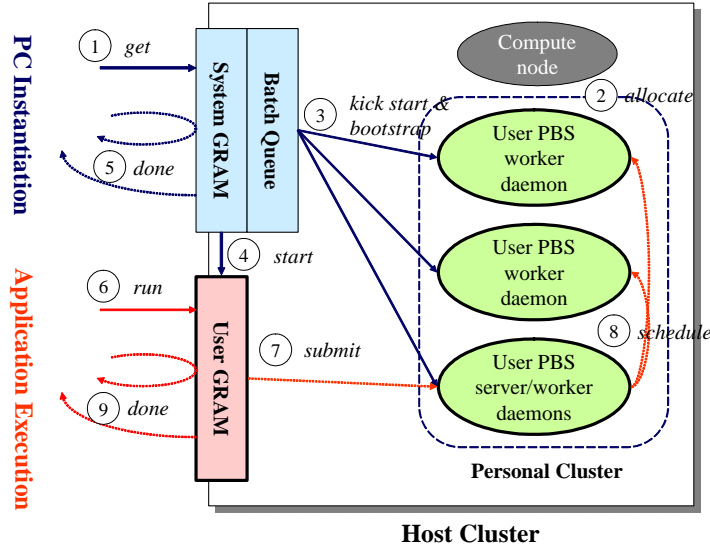 PC Instantiation
1 get
System GRAM
Batch Queue
Compute
node
2 allocate
3 kick start &
bootstrap
User PBS
worker
daemon
5 done
4 start
User PBS
worker
daemon
Application Execution
6 run
User GRAM
7 submit
8 schedule
User PBS
server/worker
daemons
9 done
Personal Cluster
Host Cluster